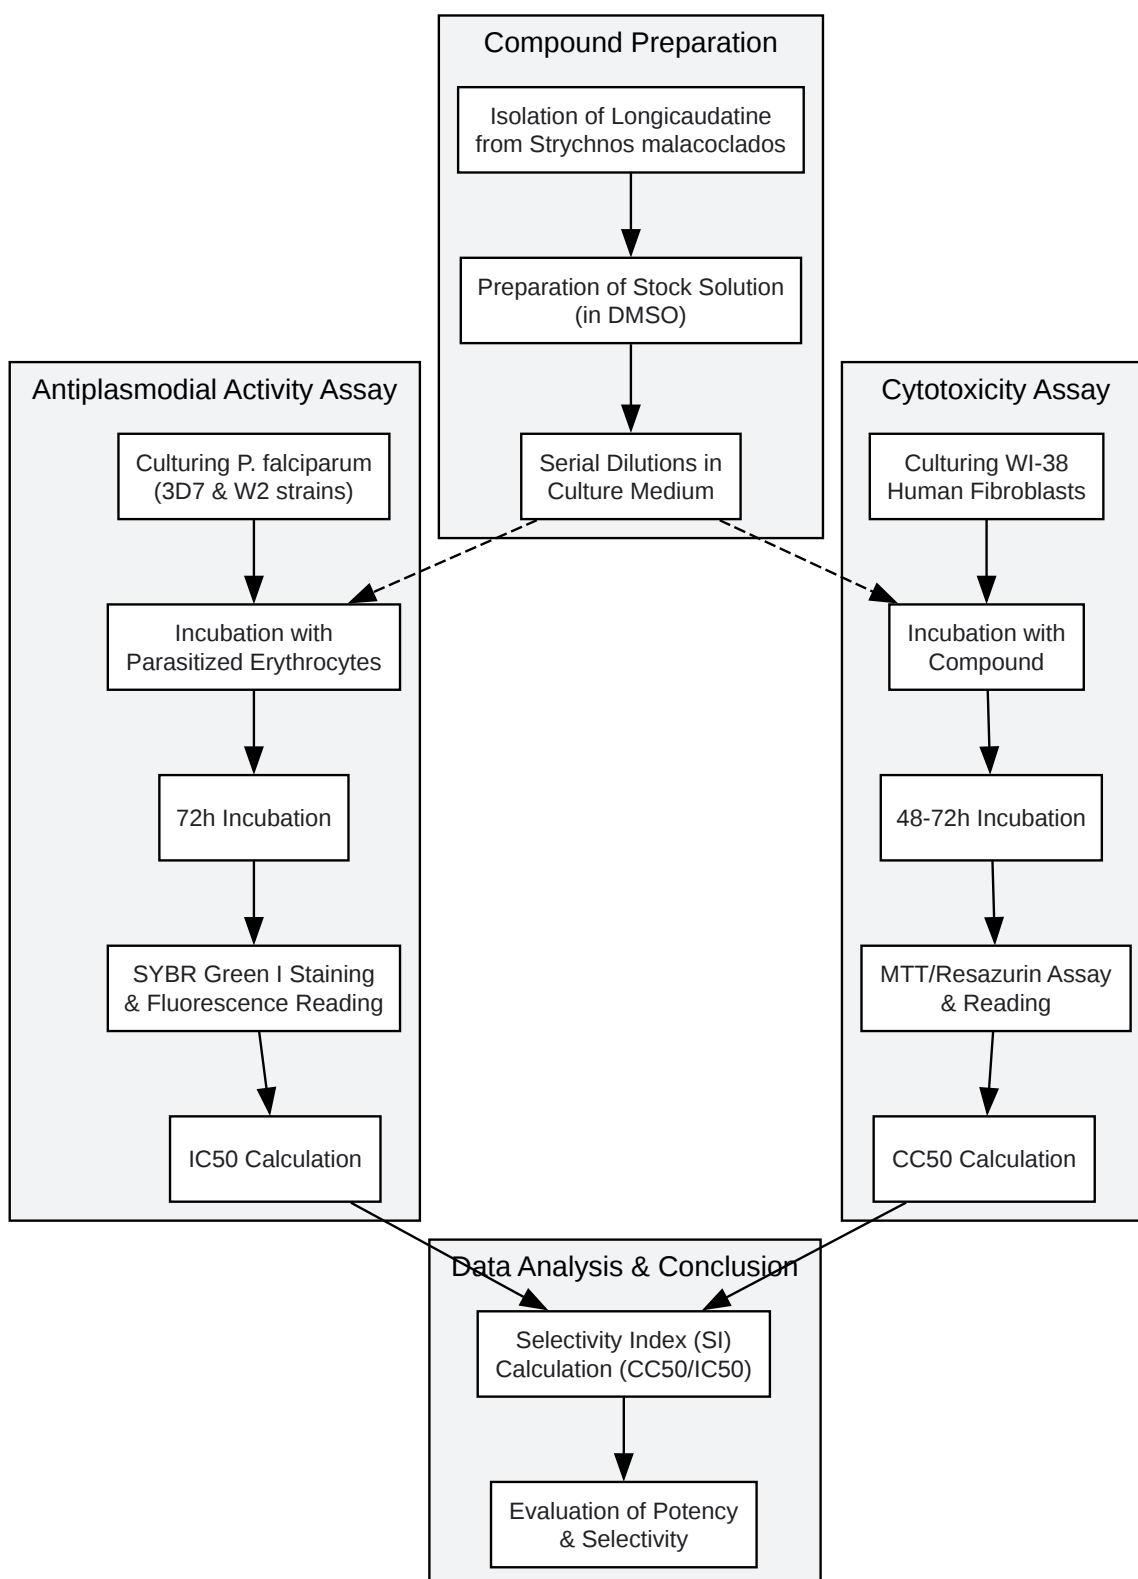 Compound Preparation
Isolation of Longicaudatine
from Strychnos malacoclados
Preparation of Stock Solution
(in DMSO)
Serial Dilutions in
Culture Medium
Antiplasmodial Activity Assay
Culturing P. falciparum
(3D7 & W2 strains)
Incubation with
Parasitized Erythrocytes
72h Incubation
SYBR Green I Staining
& Fluorescence Reading
IC50 Calculation
Cytotoxicity Assay
Culturing WI-38
Human Fibroblasts
Incubation with
Compound
48-72h Incubation
MTT/Resazurin Assay
& Reading
CC50 Calculation
Data Analysis & Conclusion
Selectivity Index (SI)
Calculation (CC50/IC50)
Evaluation of Potency
& Selectivity